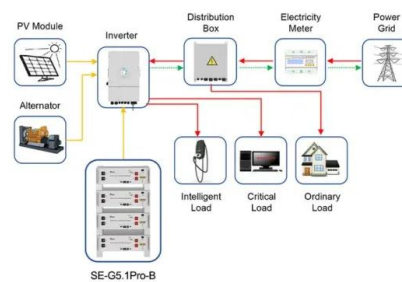 PV Module
Inverter
Distribution
Box
Electricity
Meter
Power
Grid
Alternator
Intelligent
Load
Critical
Load
Ordinary
Load
SE-G5.1Pro-B